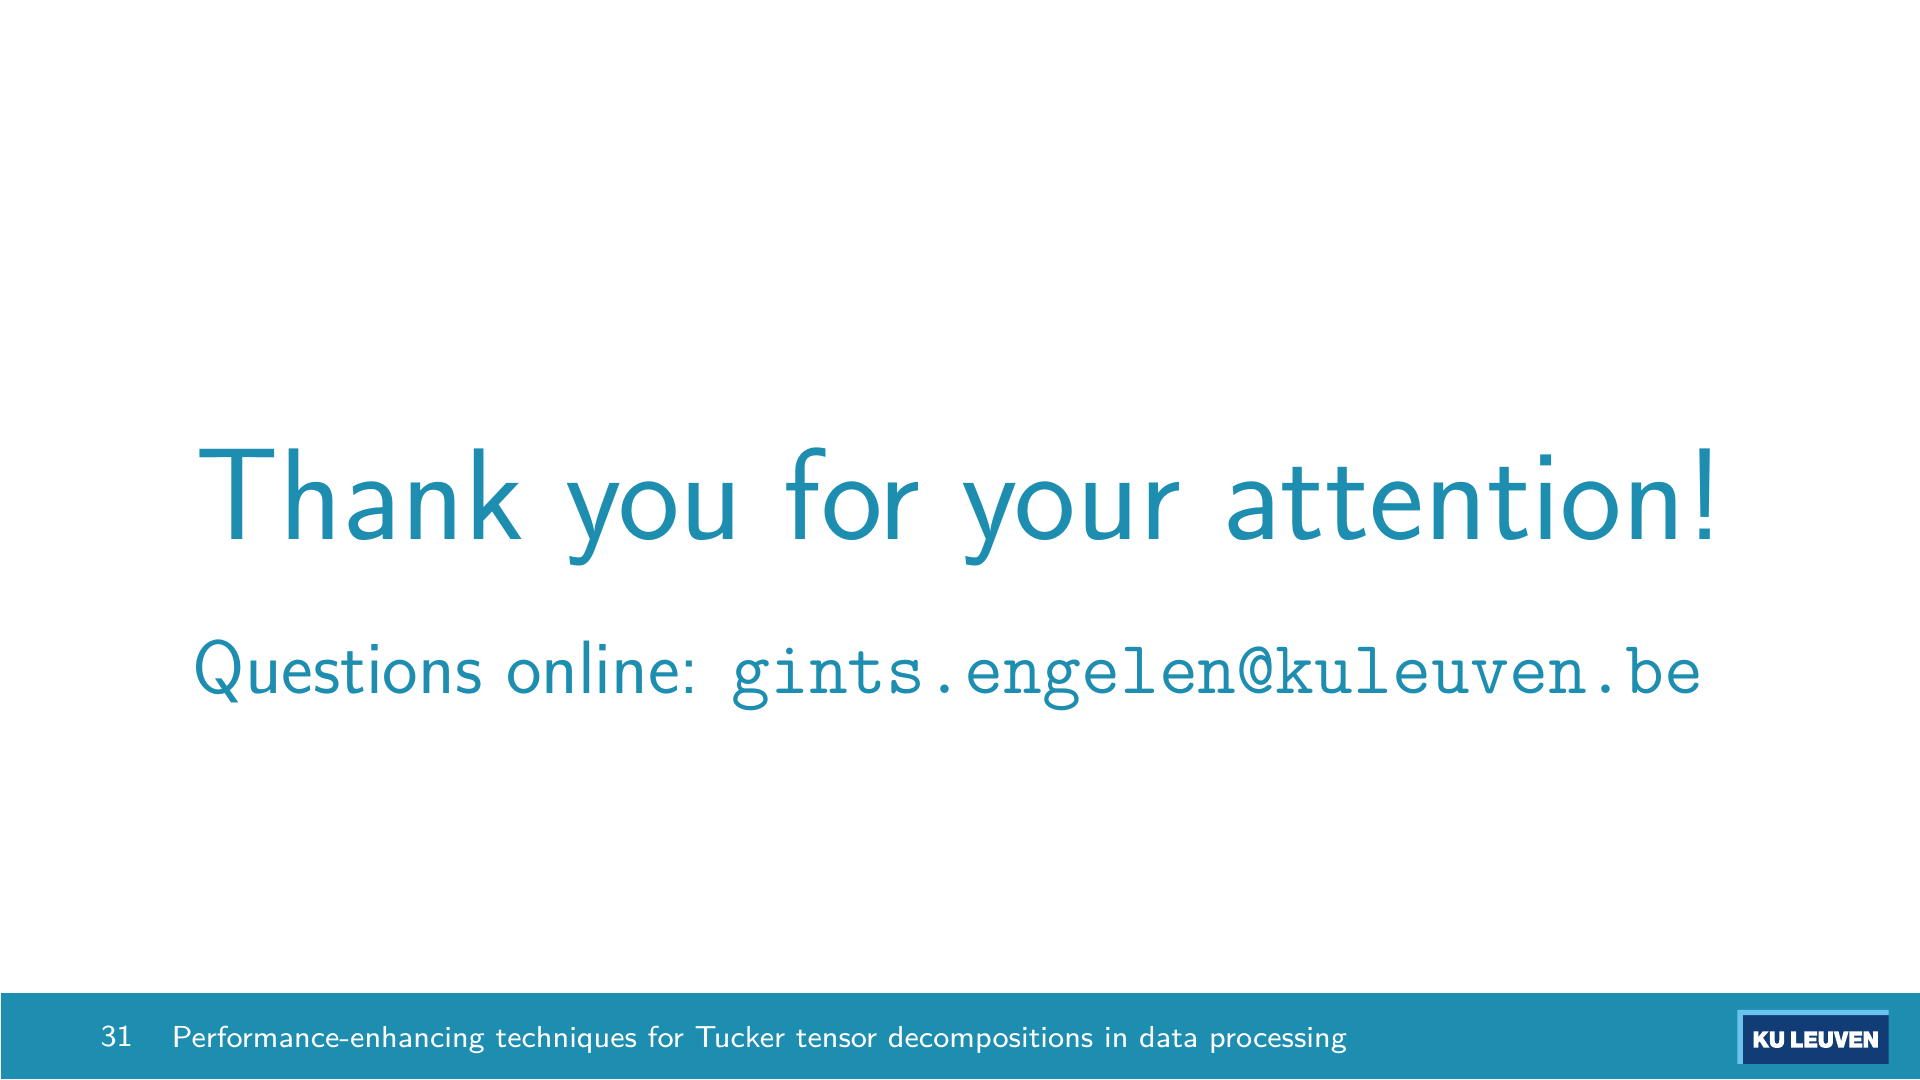 Thank you for your attention!
Questions online: gints.engelen@kuleuven.be
31 Performance-enhancing techniques for Tucker tensor decompositions in data processing
KU LEUVEN